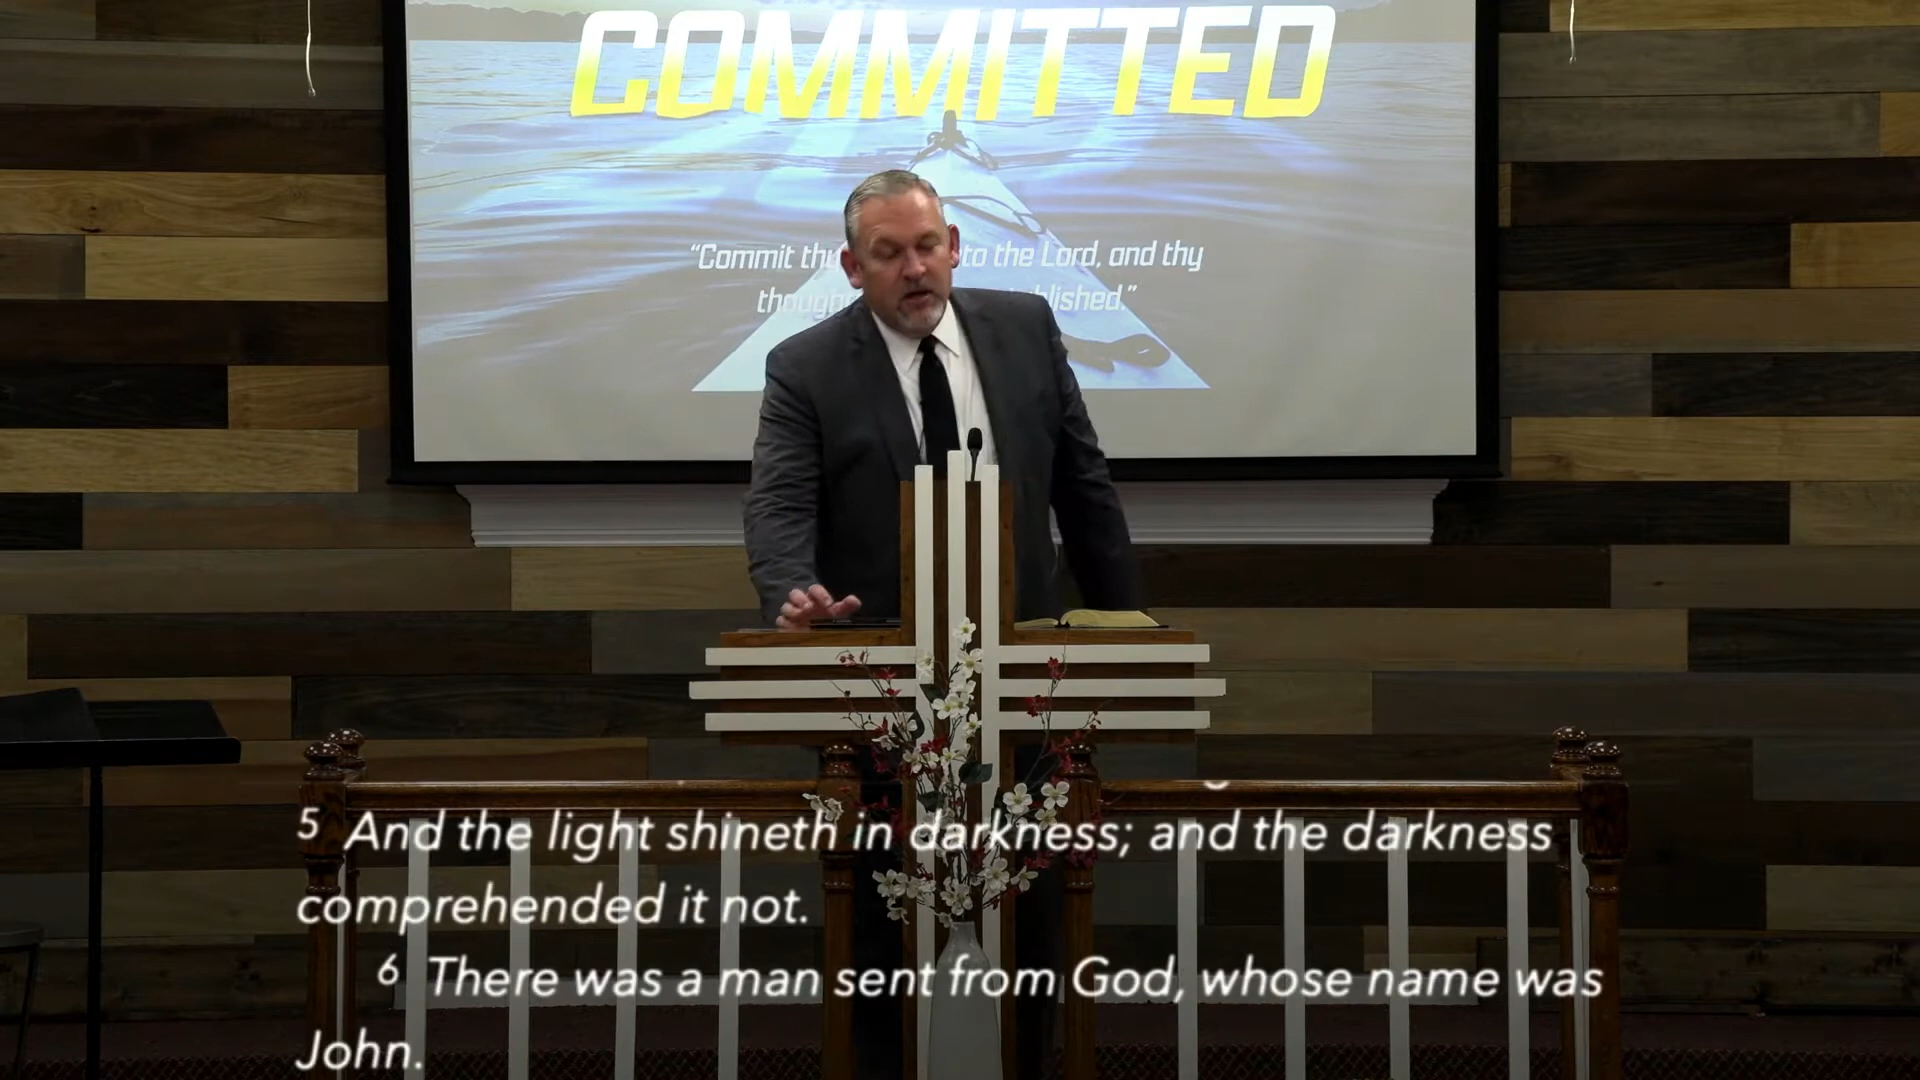 COMMITTED
“Commit thy to the Lord, and thy
lished.”
5 And the light shineth in darkness; and the darkness
comprehended it not.
6 There was a man sent from God, whose name was
John.